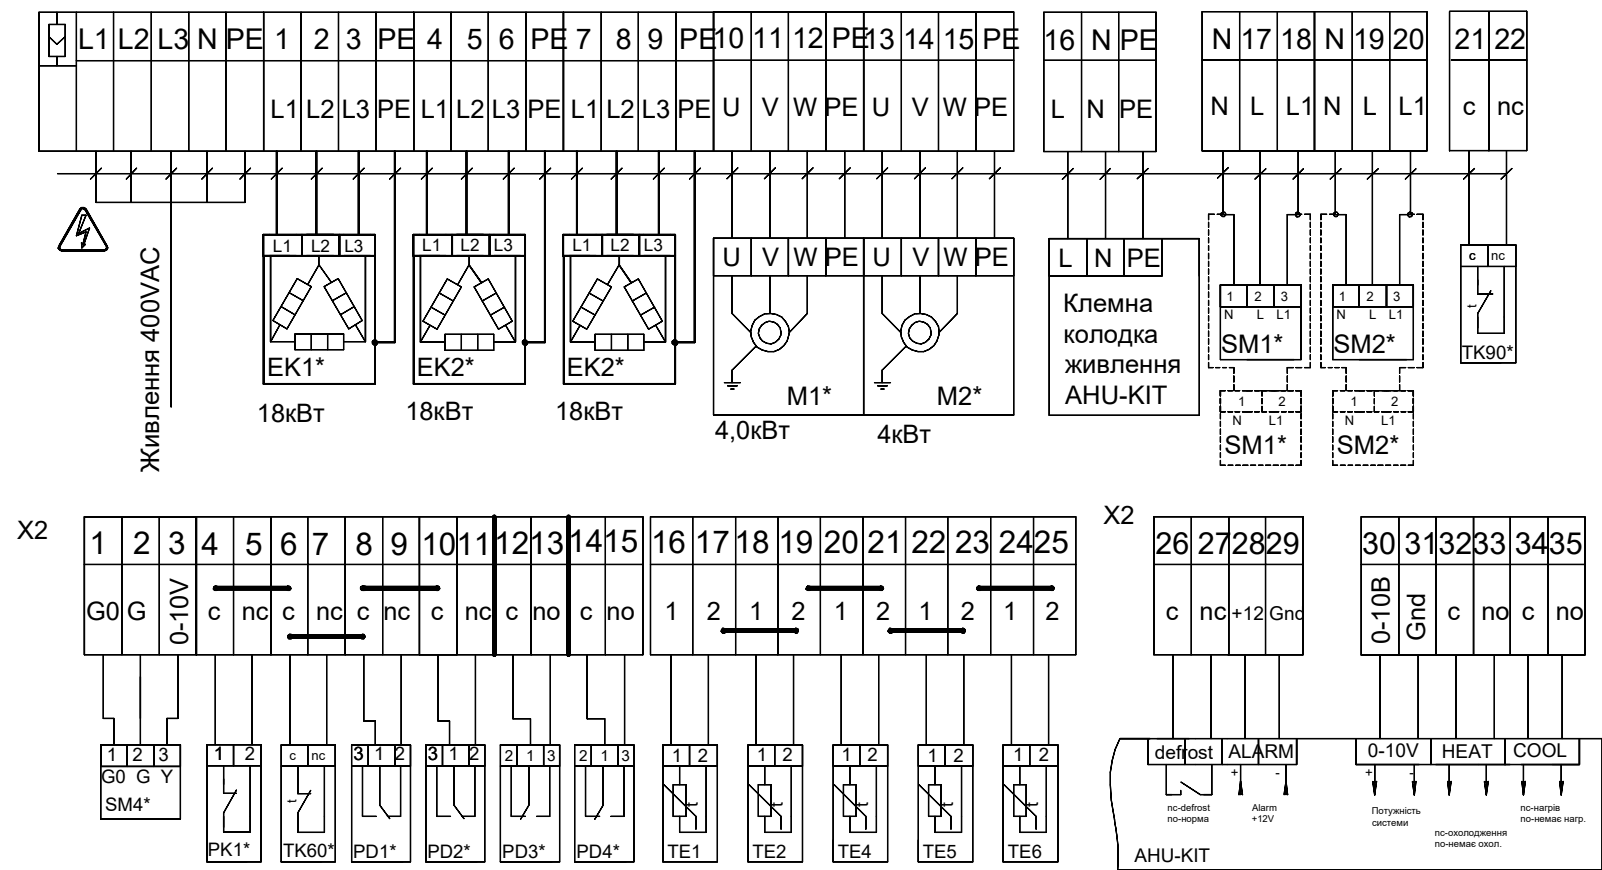 L1 L2 L3 N PE 1 2 3 PE 4 5 6 PE 7 8 9 PE 10 11 12 PE 13 14 15 PE
L1 L2 L3 PE L1 L2 L3 PE L1 L2 L3 PE U V W PE U V W PE
16 N PE
L N PE
N 17 18 N 19 20
N L L1 N L L1
21 22
c nc
Живлення 400VAC
L1 L2 L3
EK1*
18кВт
L1 L2 L3
EK2*
18кВт
L1 L2 L3
EK2*
18кВт
U V W PE
M1*
4,0кВт
U V W PE
M2*
4кВт
L N PE
Клемна
колодка
живлення
AHU-KIT
1 2 3
N L L1
SM1*
1 2
N L1
SM1*
1 2 3
N L L1
SM2*
1 2
N L1
SM2*
c nc
t
TK90*
X2
1 2 3 4 5 6 7 8 9 10 11 12 13 14 15
G0 G 0-10V c nc c nc c nc c nc c no c no
16 17 18 19 20 21 22 23 24 25
1 2 1 2 1 2 1 2 1 2
1 2 3
G0 G Y
SM4*
1 2
PK1*
c nc
t
TK60*
3 1 2
PD1*
3 1 2
PD2*
2 1 3
PD3*
2 1 3
PD4*
1 2
t
TE1
1 2
t
TE2
1 2
t
TE4
1 2
t
TE5
1 2
t
TE6
X2
26 27 28 29
c nc +12 Gnd
30 31 32 33 34 35
0-10В Gnd c no c no
defrost ALARM
+ -
nc-defrost
no-норма
Alarm
+12V
0-10V HEAT COOL
+ -
Потужність
системи
nc-охолодження
no-немає охол.
nc-нагрів
no-немає нагр.
AHU-KIT